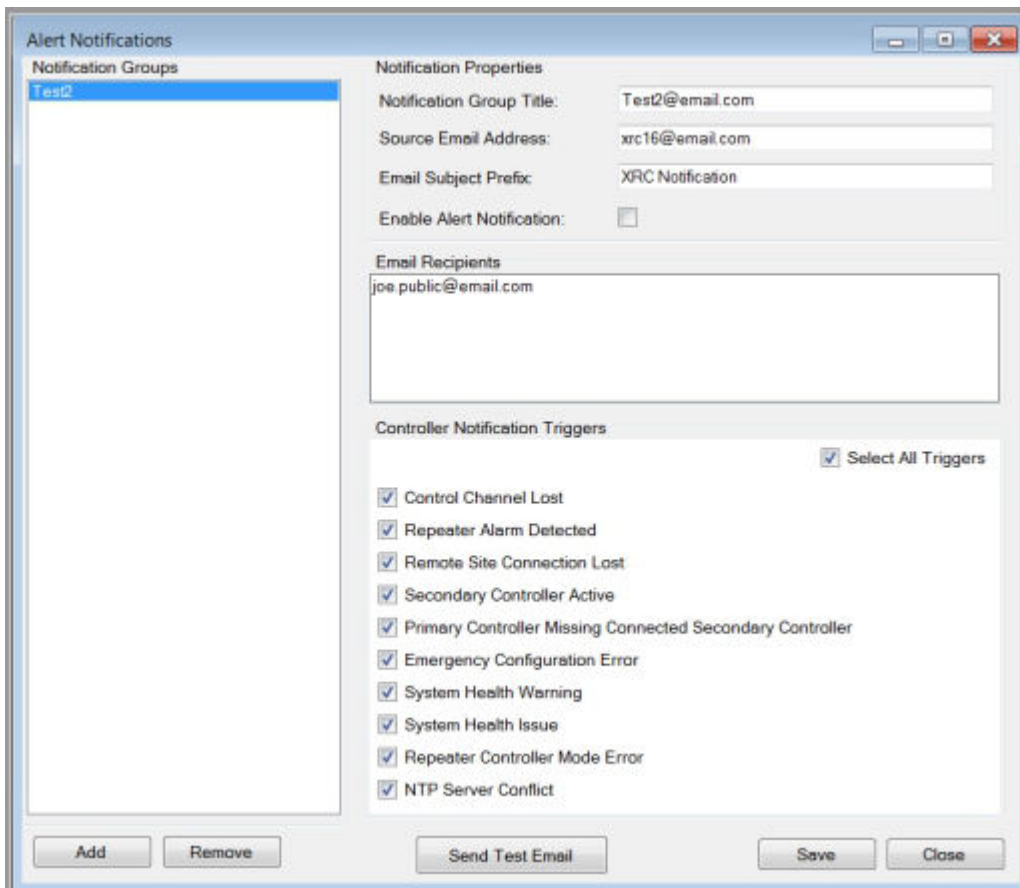 Alert Notifications
Notification Groups
Test2
Notification Properties
Notification Group Title: Test2@email.com
Source Email Address: xrc16@email.com
Email Subject Prefix: XRC Notification
Enable Alert Notification:
Email Recipients
joe.public@email.com
Controller Notification Triggers
Select All Triggers
Control Channel Lost
Repeater Alarm Detected
Remote Site Connection Lost
Secondary Controller Active
Primary Controller Missing Connected Secondary Controller
Emergency Configuration Error
System Health Warning
System Health Issue
Repeater Controller Mode Error
NTP Server Conflict
Add Remove Send Test Email Save Close